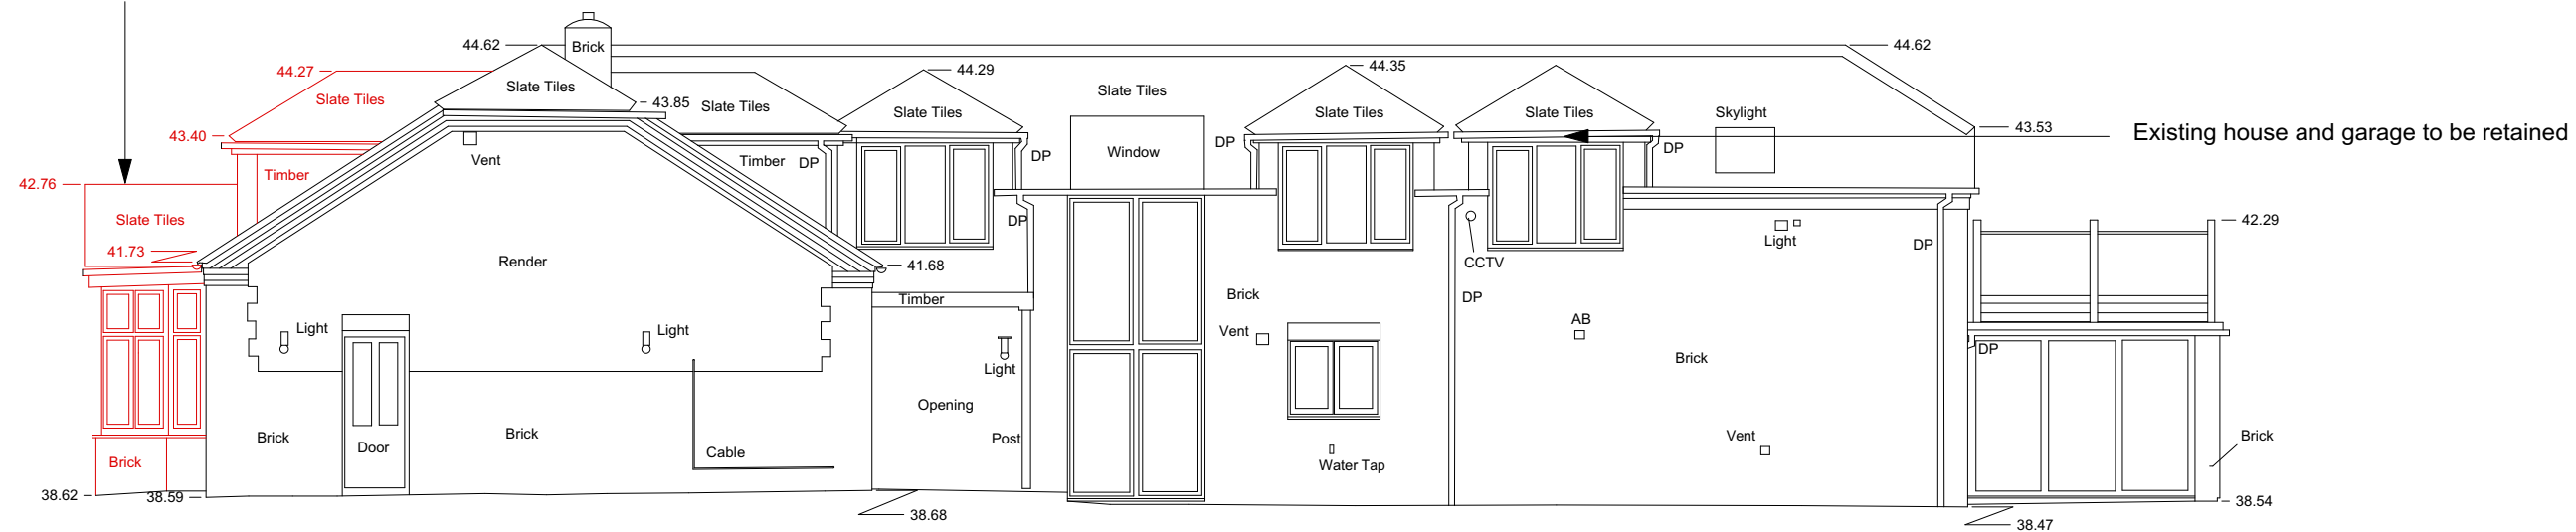 44.62
Brick
44.62
44.27
Slate Tiles
44.29
44.35
Slate Tiles
Slate Tiles
43.85
Slate Tiles
Slate Tiles
Slate Tiles
Slate Tiles
Slate Tiles
Skylight
43.53
43.40
Existing house and garage to be retained
Vent
Timber
DP
DP
Window
DP
DP
Timber
42.76
Slate Tiles
DP
42.29
41.73
Render
41.68
CCTV
Light
DP
Timber
Brick
DP
Light
Light
Vent
AB
DP
Light
Brick
Opening
Brick
Brick
Door
Post
Vent
Brick
Brick
Cable
Water Tap
38.62
38.59
38.68
38.54
38.47